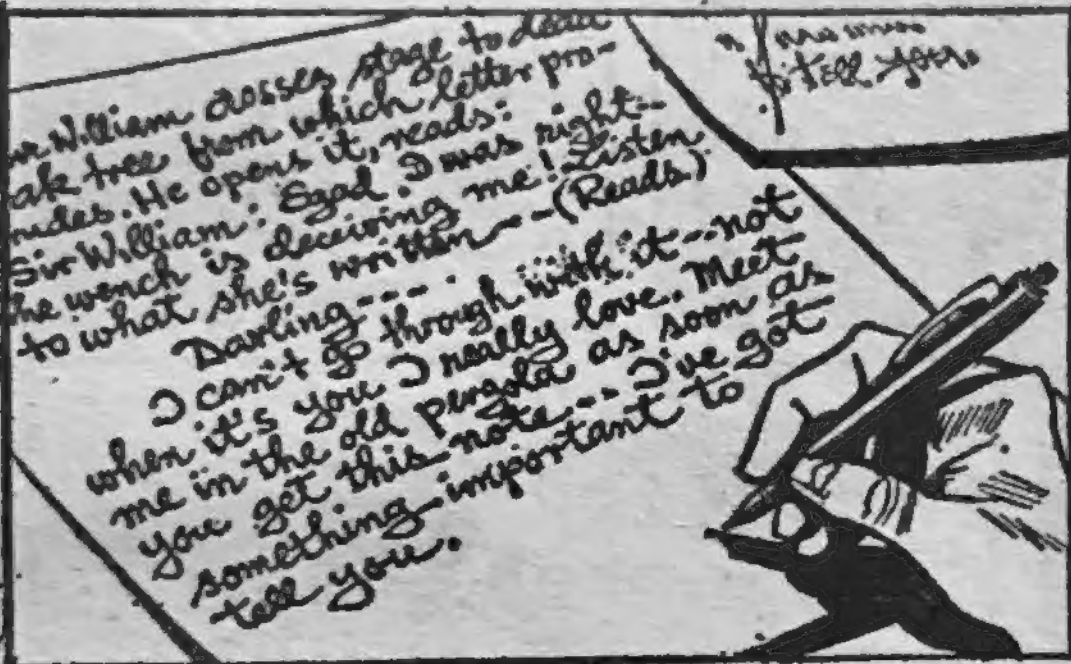 William crosses stage to dead
oak tree from which letter pro-
trudes. He opens it, reads:
Sir William: Egad. I was right--
the wench is deceiving me! Listen
to what she's written -- (Reads)
Darling ---
I can't go through with it -- not
when it's you I really love. Meet
me in the old pergola as soon as
you get this note -- I've got
something important to
tell you.
tell you.